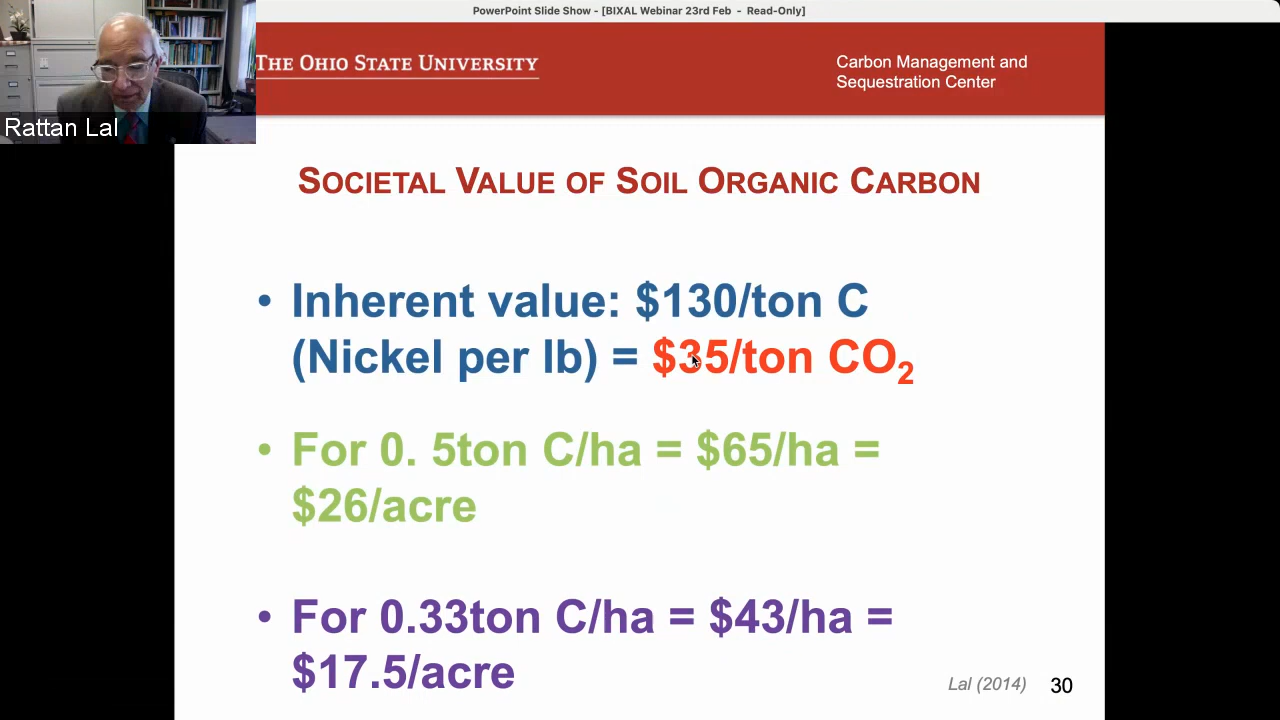 PowerPoint Slide Show - [BIXAL Webinar 23rd Feb - Read-Only]
THE OHIO STATE UNIVERSITY
Carbon Management and
Sequestration Center
Rattan Lal
SOCIETAL VALUE OF SOIL ORGANIC CARBON
• Inherent value: $130/ton C
(Nickel per lb) = $35/ton CO₂
• For 0. 5ton C/ha = $65/ha =
$26/acre
• For 0.33ton C/ha = $43/ha =
$17.5/acre
Lal (2014) 30